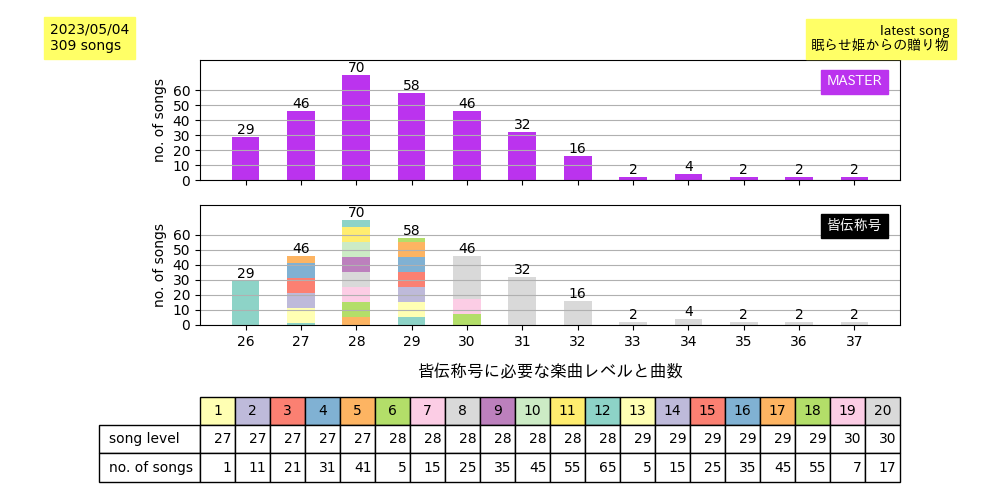 2023/05/04
309 songs
latest song
眠らせ姫からの贈り物
MASTER
no. of songs
60
50
40
30
20
10
0
29 46 70 58 46 32 16 2 4 2 2 2
皆伝称号
no. of songs
60
50
40
30
20
10
0
29 46 70 58 46 32 16 2 4 2 2 2
26 27 28 29 30 31 32 33 34 35 36 37
皆伝称号に必要な楽曲レベルと曲数
1 2 3 4 5 6 7 8 9 10 11 12 13 14 15 16 17 18 19 20
song level 27 27 27 27 27 28 28 28 28 28 28 28 29 29 29 29 29 29 30 30
no. of songs 1 11 21 31 41 5 15 25 35 45 55 65 5 15 25 35 45 55 7 17